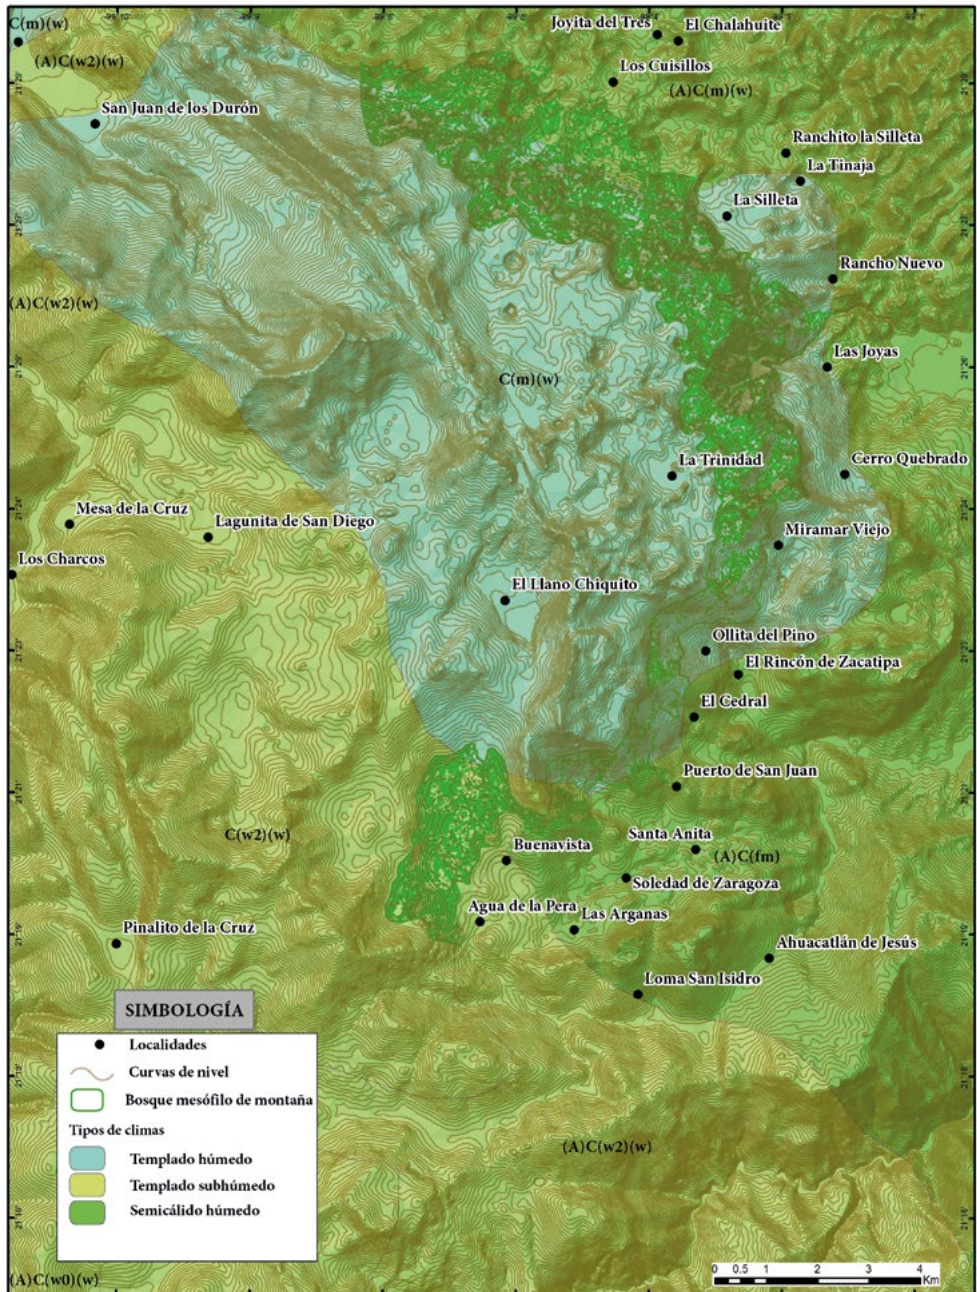 C(m)(w)
(A)C(w2)(w)
Joyita del Tres
El Chalahuite
Los Cuisillos
(A)C(m)(w)
San Juan de los Durón
Ranchito la Silleta
La Tinaja
La Silleta
Rancho Nuevo
(A)C(w2)(w)
Las Joyas
C(m)(w)
La Trinidad
Cerro Quebrado
Mesa de la Cruz
Lagunita de San Diego
Miramar Viejo
Los Charcos
El Llano Chiquito
Ollita del Pino
El Rincón de Zacatipa
El Cedral
Puerto de San Juan
C(w2)(w)
Santa Anita
(A)C(fm)
Buenavista
Soledad de Zaragoza
Agua de la Pera
Las Arganas
Pinalito de la Cruz
Ahuacatlán de Jesús
Loma San Isidro
SIMBOLOGÍA
Localidades
Curvas de nivel
Bosque mesófilo de montaña
Tipos de climas
Templado húmedo
Templado subhúmedo
Semicálido húmedo
(A)C(w2)(w)
(A)C(w0)(w)
0 0.5 1 2 3 4
Km